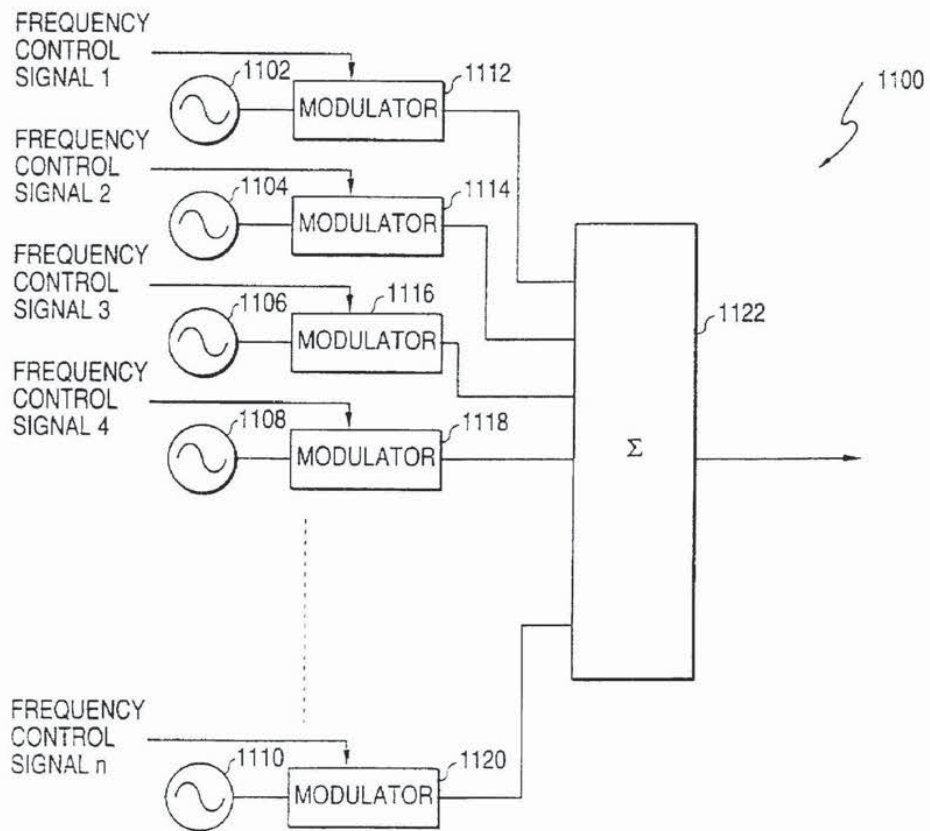 FREQUENCY
CONTROL
SIGNAL 1
1102
1112
MODULATOR
1100
FREQUENCY
CONTROL
SIGNAL 2
1104
1114
MODULATOR
FREQUENCY
CONTROL
SIGNAL 3
1106
1116
MODULATOR
1122
FREQUENCY
CONTROL
SIGNAL 4
1108
1118
MODULATOR
Σ
FREQUENCY
CONTROL
SIGNAL n
1110
1120
MODULATOR